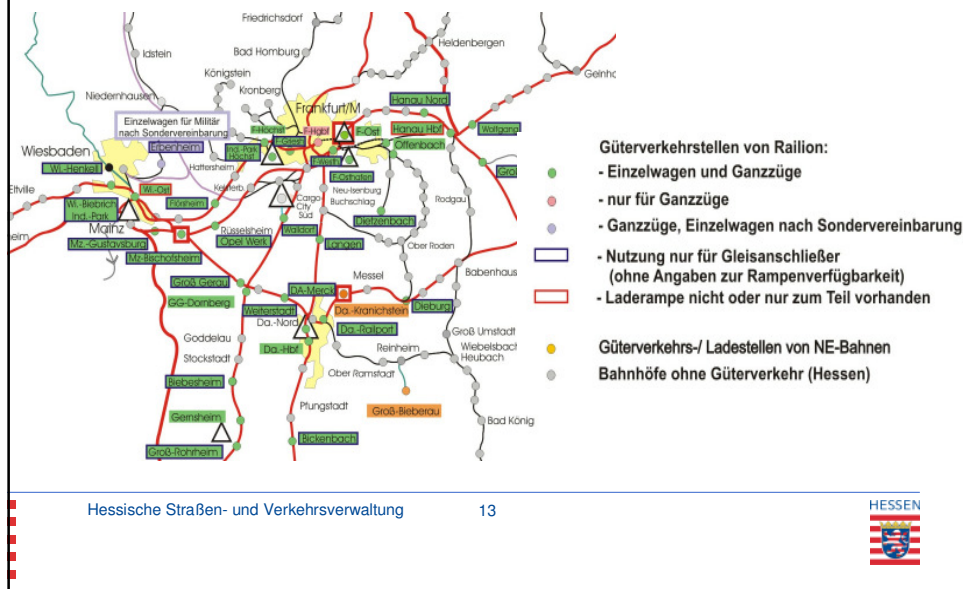 Friedrichsdorf
Heldenbergen
Idstein
Bad Homburg
Königstein
Kronberg
Niedernhausen
Frankfurt/M
Hanau Nord
Einzelwagen für Militär
nach Sondervereinbarung
F-Höchst
F-Hgbf
F-Ost
Hanau Hbf
Wolfgang
Erbenheim
Ind.-Park
Höchst
F-Griesh
Offenbach
Wiesbaden
Wi.-Henkell
Hattersheim
F-Osthafen
Gro
Eltville
Wi.-Ost
Kelsterb.
Cargo
City
Süd
Neu-Isenburg
Buchschlag
Rodgau
Wi.-Biebrich
Ind.-Park
Flörsheim
Dietzenbach
Mainz
Rüsselsheim
Opel Werk
Walldorf
Langen
Ober Roden
heim
Mz.-Gustavsburg
Mz-Bischofsheim
Babenhaus
Groß Gerau
DA-Merck
Messel
GG-Dornberg
Weiterstadt
Da.-Kranichstein
Dieburg
Da.-Nord
Da.-Railport
Groß Umstadt
Goddelau
Da.-Hbf
Reinheim
Wiebelsbach
Heubach
Stockstadt
Ober Ramstadt
Biebesheim
Pfungstadt
Groß-Bieberau
Bad König
Gernsheim
Groß-Rohrheim
Bickenbach
Güterverkehrstellen von Railion:
- Einzelwagen und Ganzzüge
- nur für Ganzzüge
- Ganzzüge, Einzelwagen nach Sondervereinbarung
- Nutzung nur für Gleisanschließer
(ohne Angaben zur Rampenverfügbarkeit)
- Laderampe nicht oder nur zum Teil vorhanden
Güterverkehrs-/ Ladestellen von NE-Bahnen
Bahnhöfe ohne Güterverkehr (Hessen)
Hessische Straßen- und Verkehrsverwaltung
13
HESSEN